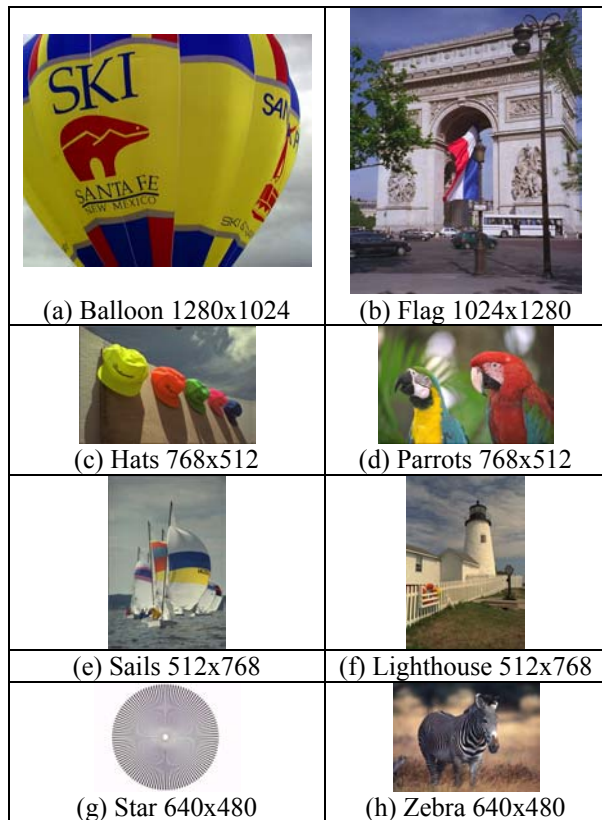 SKI
SANTA FE
NEW MEXICO
(a) Balloon 1280x1024
(b) Flag 1024x1280
(c) Hats 768x512
(d) Parrots 768x512
(e) Sails 512x768
(f) Lighthouse 512x768
(g) Star 640x480
(h) Zebra 640x480